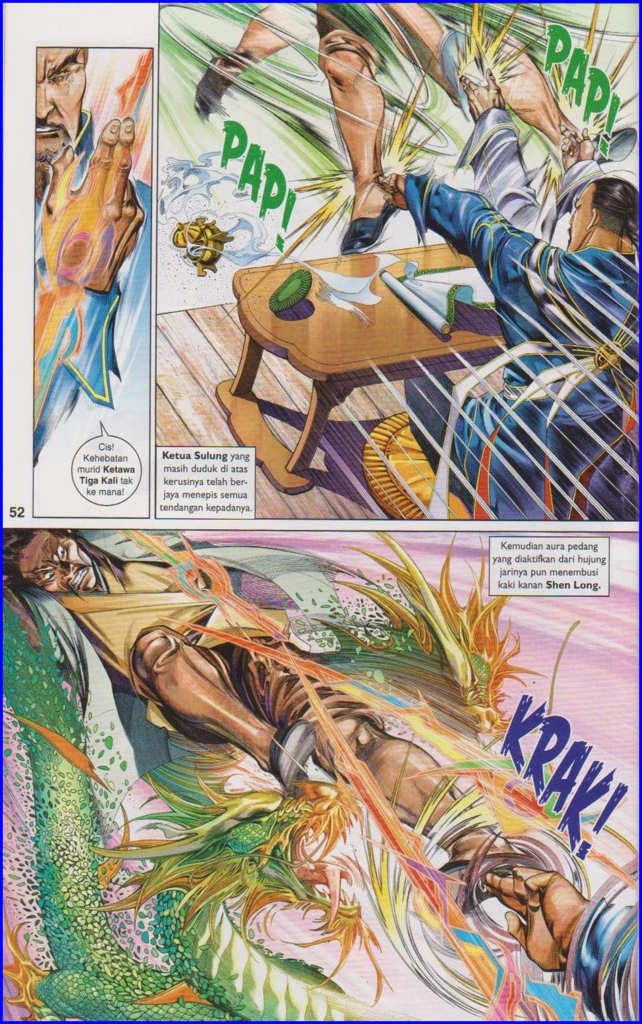 PAP!
PAP!
PAP!
Cis!
Kehebatan
murid Ketawa
Tiga Kali tak
ke mana!
Ketua Sulung yang
masih duduk di atas
kerusinya telah ber-
jaya menepis semua
tendangan kepadanya.
52
Kemudian aura pedang
yang diaktifkan dari hujung
jarinya pun menembusi
kaki kanan Shen Long.
KRAK!